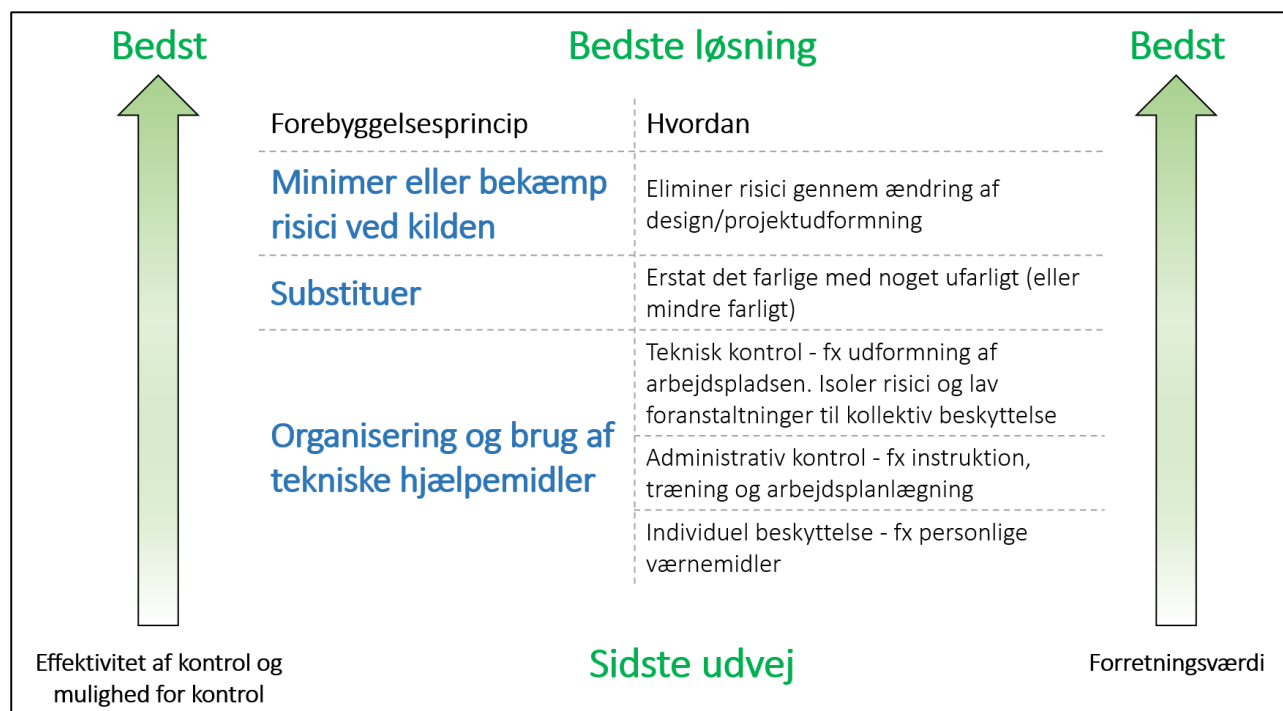 Bedst
Bedste løsning
Bedst
Forebyggelsesprincip
Hvordan
Minimer eller bekæmp
risici ved kilden
Eliminer risici gennem ændring af
design/projektudformning
Substituer
Erstat det farlige med noget ufarligt (eller
mindre farligt)
Organisering og brug af
tekniske hjælpemidler
Teknisk kontrol - fx udformning af
arbejdspladsen. Isoler risici og lav
foranstaltninger til kollektiv beskyttelse
Administrativ kontrol - fx instruktion,
træning og arbejdsplanlægning
Individuel beskyttelse - fx personlige
værnemidler
Effektivitet af kontrol og
mulighed for kontrol
Sidste udvej
Forretningsværdi